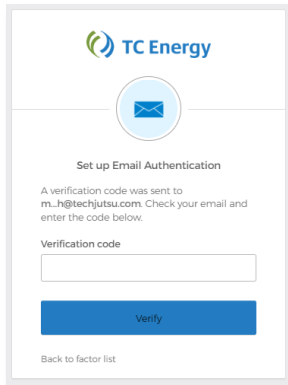 TC Energy
Set up Email Authentication
A verification code was sent to
m...h@techjutsu.com. Check your email and
enter the code below.
Verification code
Verify
Back to factor list